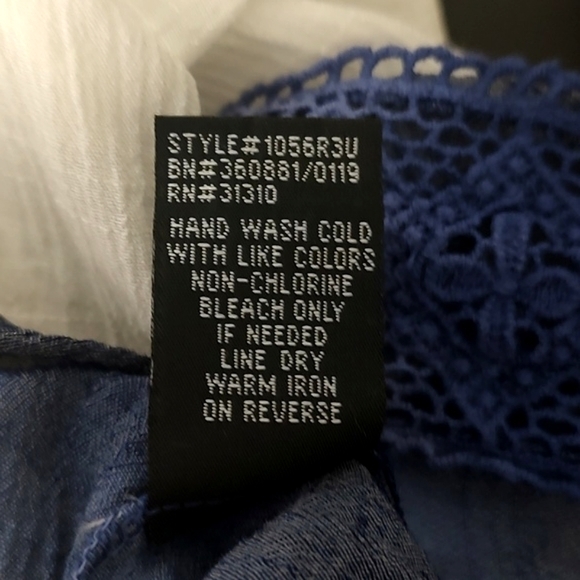 STYLE#1056R3U
BN#360881/0119
RN#31310
HAND WASH COLD
WITH LIKE COLORS
NON-CHLORINE
BLEACH ONLY
IF NEEDED
LINE DRY
WARM IRON
ON REVERSE